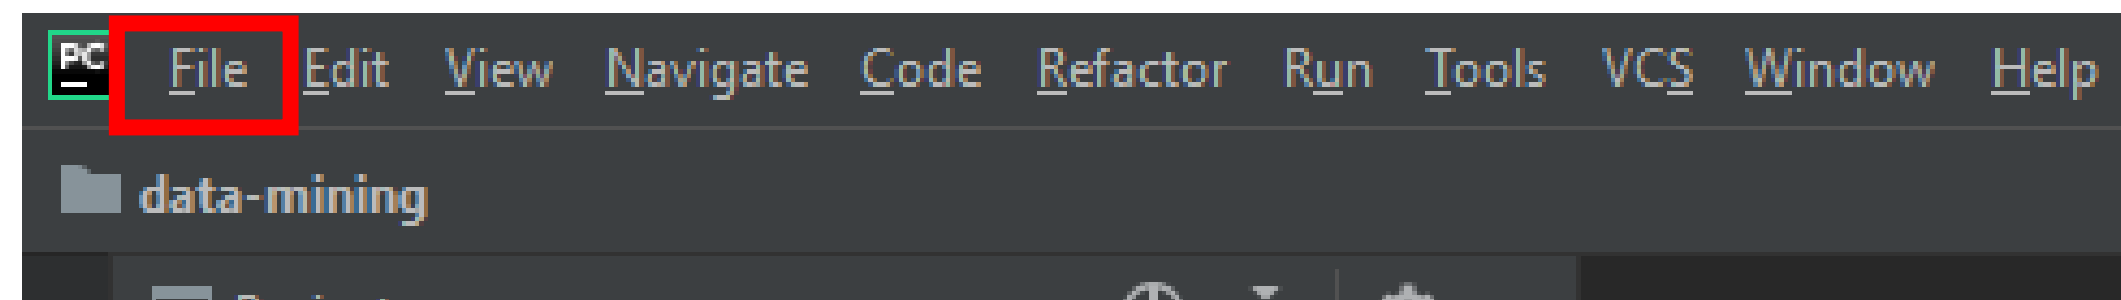 PC File Edit View Navigate Code Refactor Run Tools VCS Window Help
data-mining